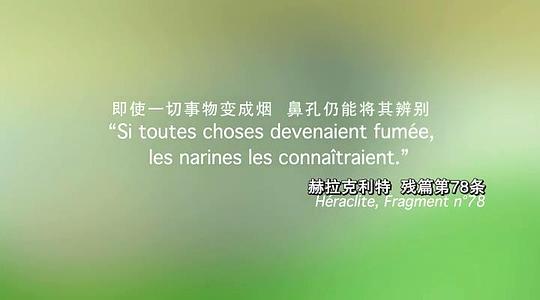 即使一切事物变成烟 鼻孔仍能将其辨别
“Si toutes choses devenaient fumée,
les narines les connaîtraient.”
赫拉克利特 残篇第78条
Héraclite, Fragment n°78